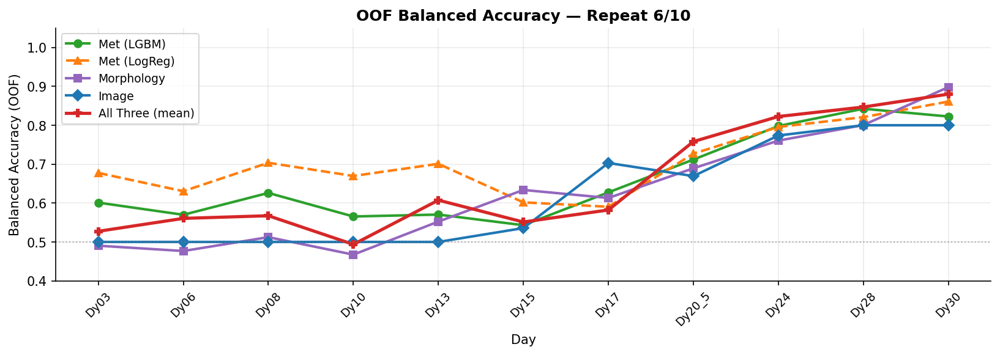 OOF Balanced Accuracy — Repeat 6/10
Met (LGBM)
Met (LogReg)
Morphology
Image
All Three (mean)
Balanced Accuracy (OOF)
1.0
0.9
0.8
0.7
0.6
0.5
0.4
Dy03
Dy06
Dy08
Dy10
Dy13
Dy15
Dy17
Dy20_5
Dy24
Dy28
Dy30
Day